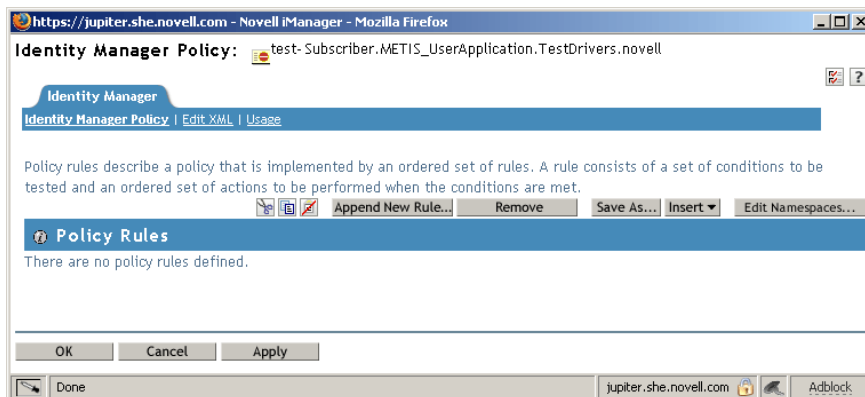 https://jupiter.she.novell.com - Novell iManager - Mozilla Firefox
Identity Manager Policy: test-Subscriber.METIS_UserApplication.TestDrivers.novell
?
Identity Manager
Identity Manager Policy | Edit XML | Usage
Policy rules describe a policy that is implemented by an ordered set of rules. A rule consists of a set of conditions to be
tested and an ordered set of actions to be performed when the conditions are met.
Append New Rule... Remove Save As... Insert Edit Namespaces...
Policy Rules
There are no policy rules defined.
OK Cancel Apply
Done jupiter.she.novell.com Adblock